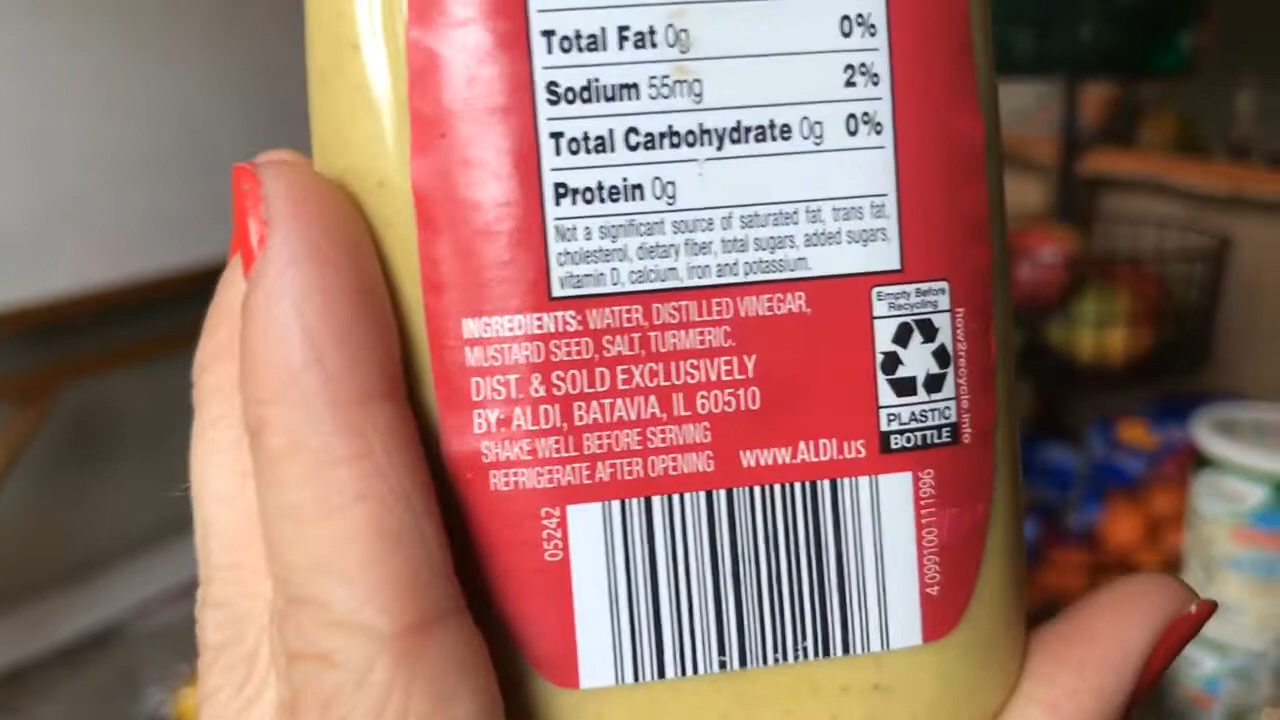 Total Fat 0g 0%
Sodium 55mg 2%
Total Carbohydrate 0g 0%
Protein 0g
Not a significant source of saturated fat, trans fat,
cholesterol, dietary fiber, total sugars, added sugars,
vitamin D, calcium, iron and potassium.
INGREDIENTS: WATER, DISTILLED VINEGAR,
MUSTARD SEED, SALT, TURMERIC.
DIST. & SOLD EXCLUSIVELY
BY: ALDI, BATAVIA, IL 60510
SHAKE WELL BEFORE SERVING
REFRIGERATE AFTER OPENING
www.ALDI.us
Empty Before
Recycling
PLASTIC
BOTTLE
how2recycle.info
05242
4099100111996